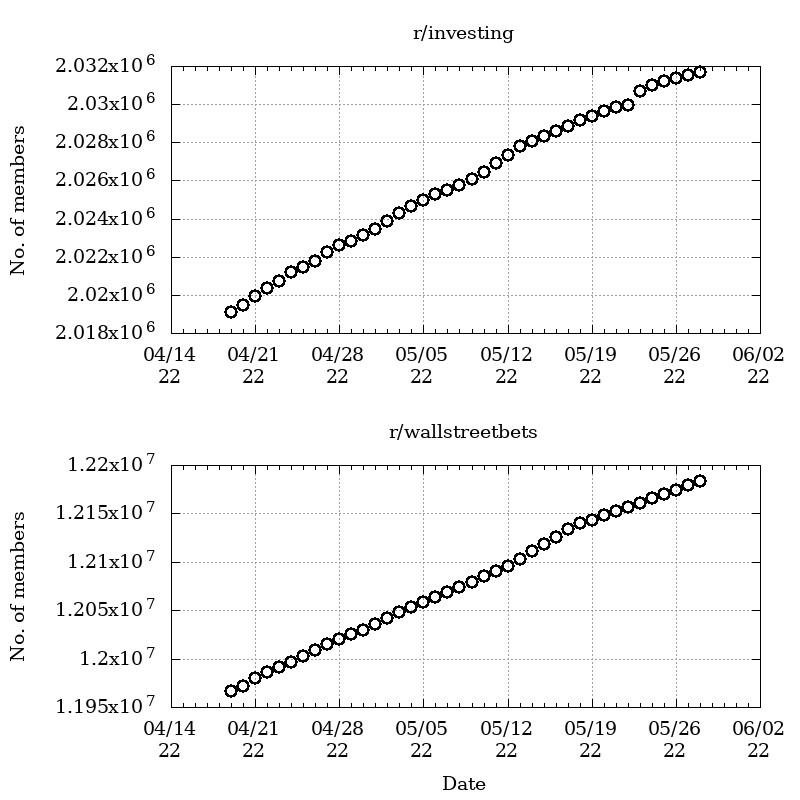 r/investing
2.032x10^6
2.03x10^6
2.028x10^6
2.026x10^6
2.024x10^6
2.022x10^6
2.02x10^6
2.018x10^6
No. of members
04/14 04/21 04/28 05/05 05/12 05/19 05/26 06/02
22 22 22 22 22 22 22 22
r/wallstreetbets
1.22x10^7
1.215x10^7
1.21x10^7
1.205x10^7
1.2x10^7
1.195x10^7
No. of members
04/14 04/21 04/28 05/05 05/12 05/19 05/26 06/02
22 22 22 22 22 22 22 22
Date